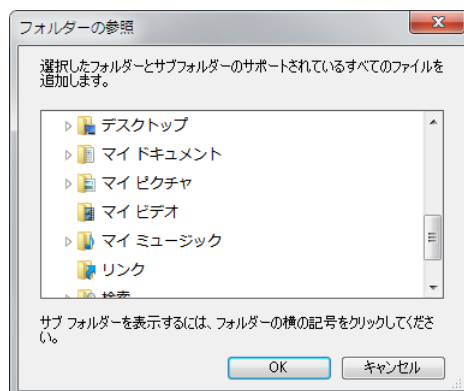 フォルダーの参照
選択したフォルダーとサブフォルダーのサポートされているすべてのファイルを
追加します。
デスクトップ
マイ ドキュメント
マイ ピクチャ
マイ ビデオ
マイ ミュージック
リンク
検索
サブ フォルダーを表示するには、フォルダーの横の記号をクリックしてくださ
い。
OK
キャンセル